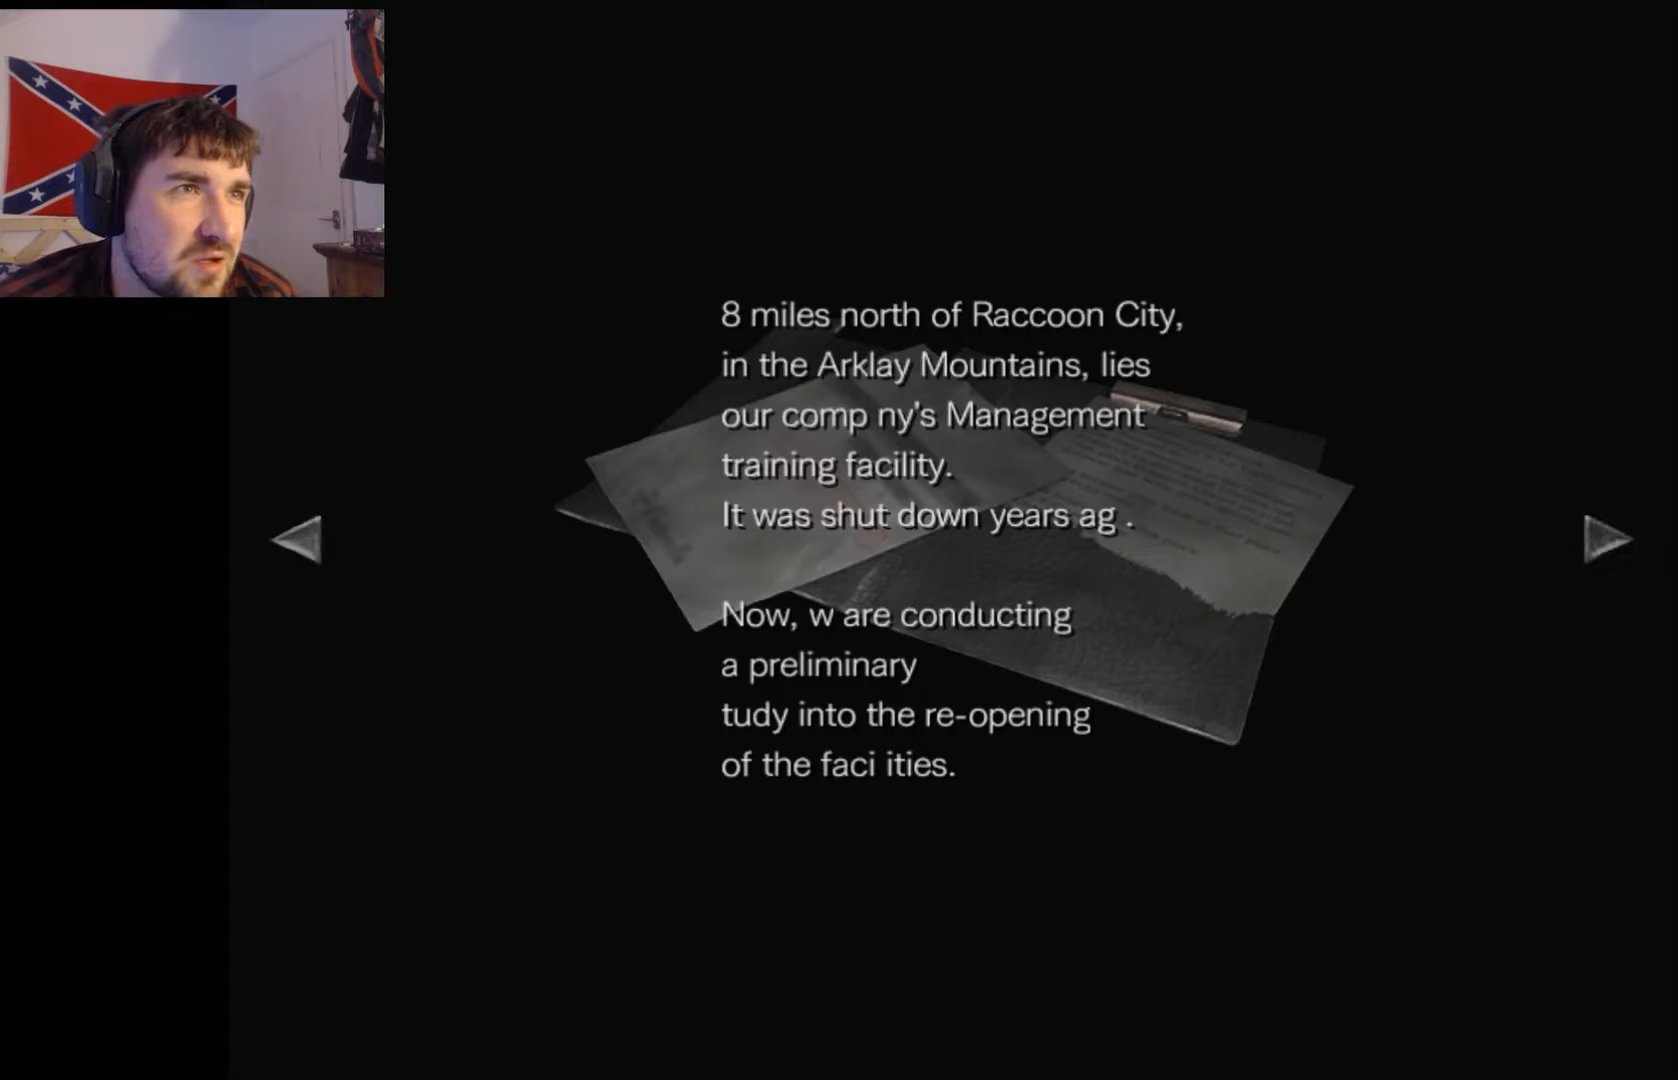 8 miles north of Raccoon City,
in the Arklay Mountains, lies
our comp ny's Management
training facility.
It was shut down years ag .
Now, w are conducting
a preliminary
tudy into the re-opening
of the faci ities.